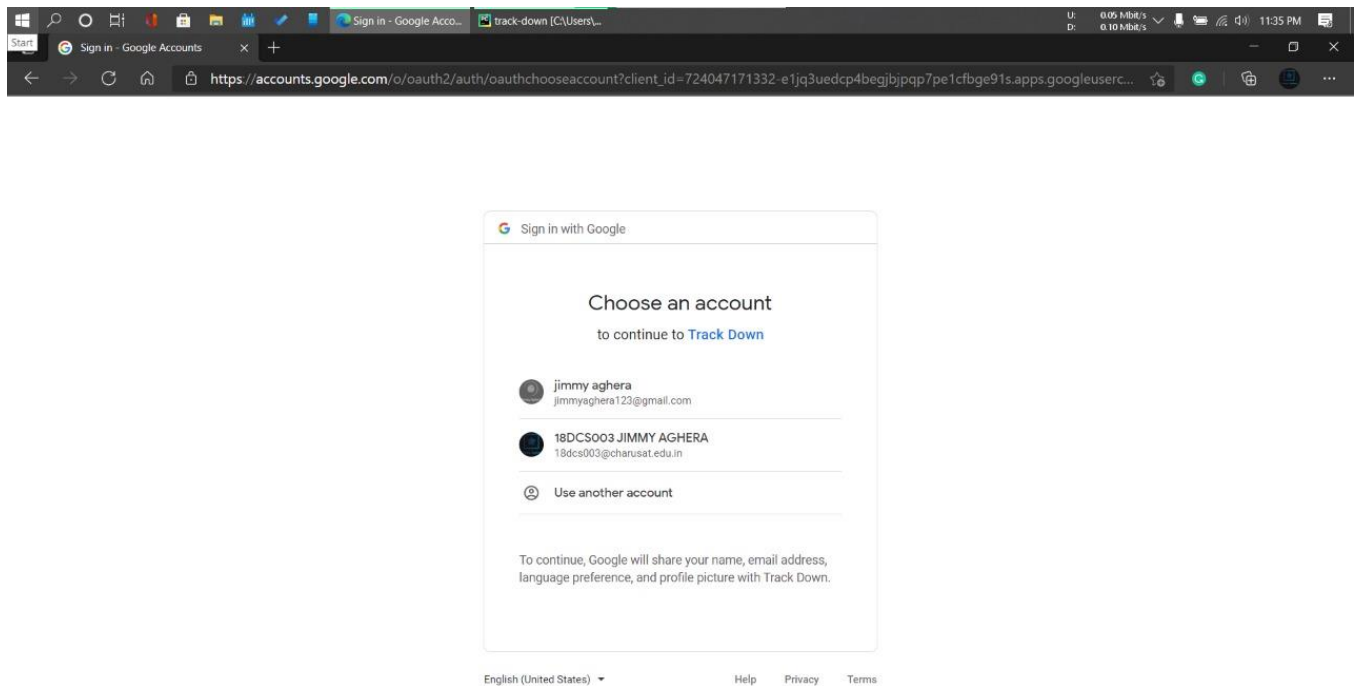 Sign in - Google Acco...
track-down [C:\Users\...
U: 0.05 Mbit/s
D: 0.10 Mbit/s
11:35 PM
Start
Sign in - Google Accounts
https://accounts.google.com/o/oauth2/auth/oauthchooseaccount?client_id=724047171332-e1jq3uedcp4begjbjpqp7pe1cfbge91s.apps.googleuserc...
Sign in with Google
Choose an account
to continue to Track Down
jimmy aghera
jimmyaghera123@gmail.com
18DCS003 JIMMY AGHERA
18dcs003@charusat.edu.in
Use another account
To continue, Google will share your name, email address,
language preference, and profile picture with Track Down.
English (United States)
Help Privacy Terms